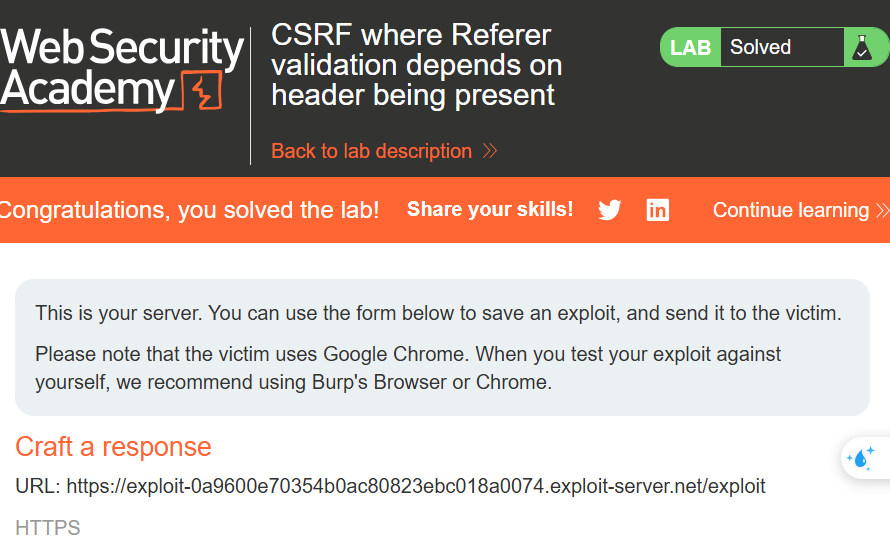 Web Security
Academy
CSRF where Referer
validation depends on
header being present
Back to lab description
LAB Solved
Congratulations, you solved the lab! Share your skills! Continue learning
This is your server. You can use the form below to save an exploit, and send it to the victim.
Please note that the victim uses Google Chrome. When you test your exploit against
yourself, we recommend using Burp's Browser or Chrome.
Craft a response
URL: https://exploit-0a9600e70354b0ac80823ebc018a0074.exploit-server.net/exploit
HTTPS